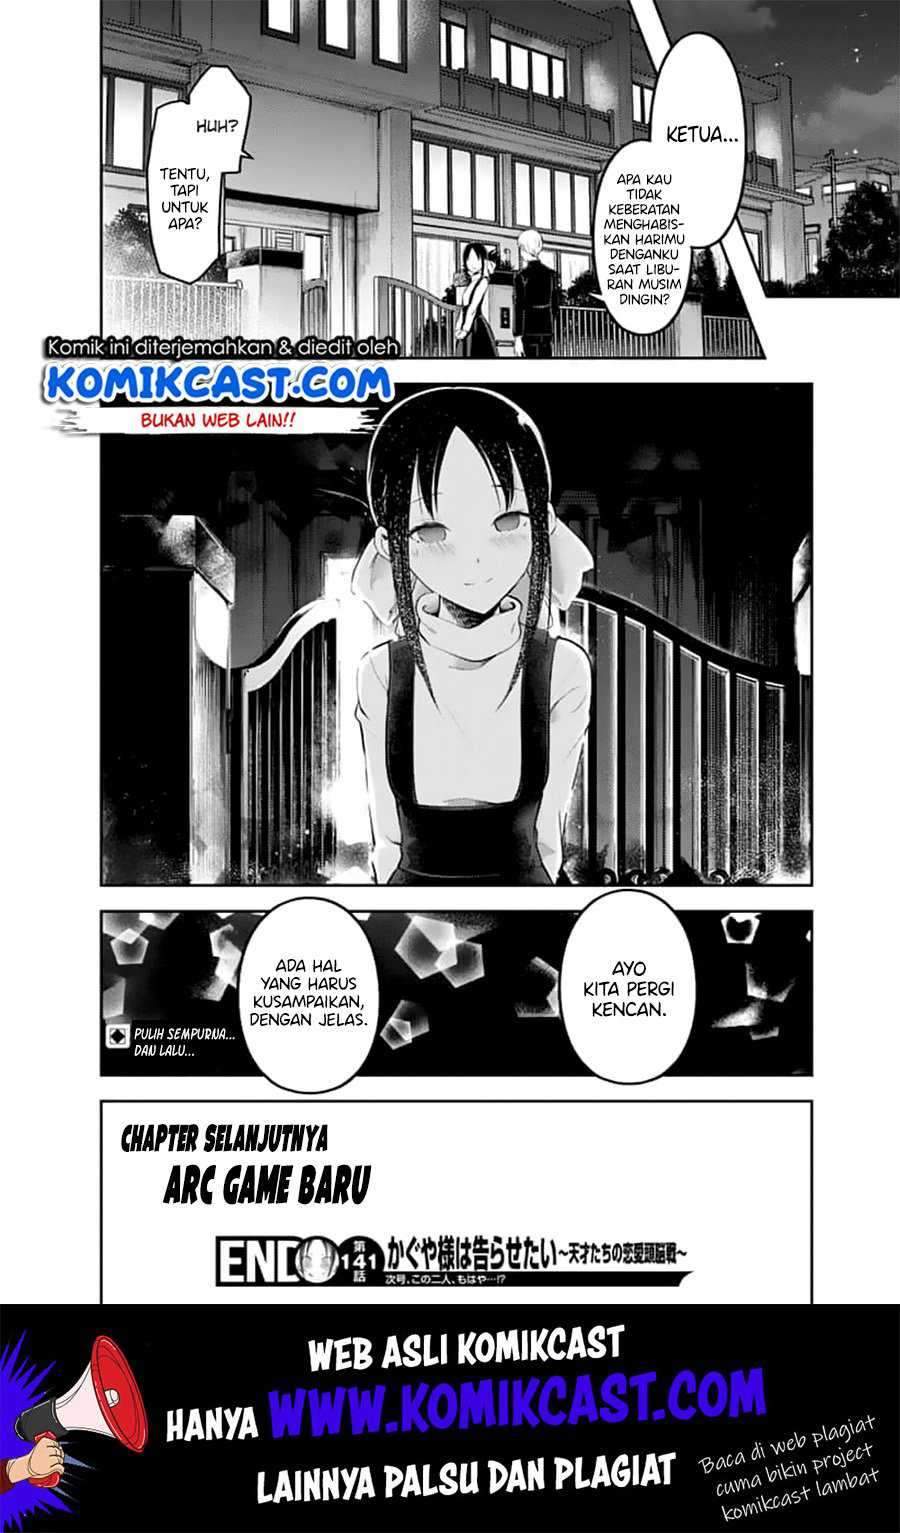 KETUA...
APA KAU
TIDAK
KEBERATAN
MENGHABIS-
KAN HARIMU
DENGANKU
SAAT LIBU-
RAN MUSIM
DINGIN?
HUH?
TENTU,
TAPI
UNTUK
APA?
Komik ini diterjemahkan & diedit oleh
KOMIKCAST.COM
BUKAN WEB LAIN!!
AYO
KITA PERGI
KENCAN.
ADA HAL
YANG HARUS
KUSAMPAIKAN,
DENGAN JELAS.
PULIH SEMPURNA...
DAN LALU...
CHAPTER SELANJUTNYA
ARC GAME BARU
END 第141話 かぐや様は告らせたい~天才たちの恋愛頭脳戦~
次号、この二人、もはや…!?
WEB ASLI KOMIKCAST
HANYA WWW.KOMIKCAST.COM
LAINNYA PALSU DAN PLAGIAT
Baca di web plagiat
cuma bikin project
komikcast lambat